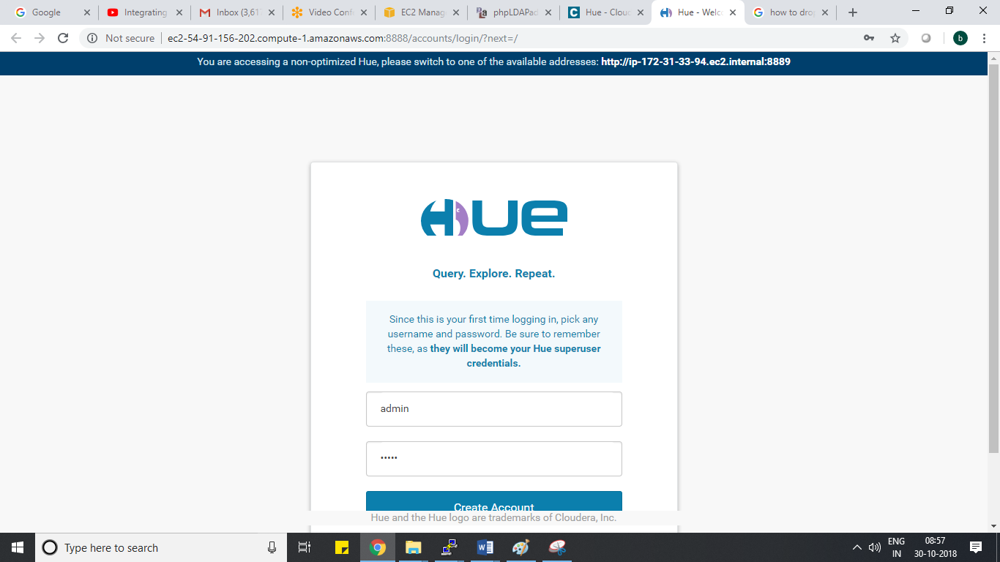 Google
Integrating
Inbox (3,61
Video Conf
EC2 Manag
phpLDAPad
Hue - Clou
Hue - Welc
how to dro
Not secure
ec2-54-91-156-202.compute-1.amazonaws.com:8888/accounts/login/?next=/
b
You are accessing a non-optimized Hue, please switch to one of the available addresses: http://ip-172-31-33-94.ec2.internal:8889
HUE
Query. Explore. Repeat.
Since this is your first time logging in, pick any
username and password. Be sure to remember
these, as they will become your Hue superuser
credentials.
admin
•••••
Create Account
Hue and the Hue logo are trademarks of Cloudera, Inc.
Type here to search
ENG
IN
08:57
30-10-2018